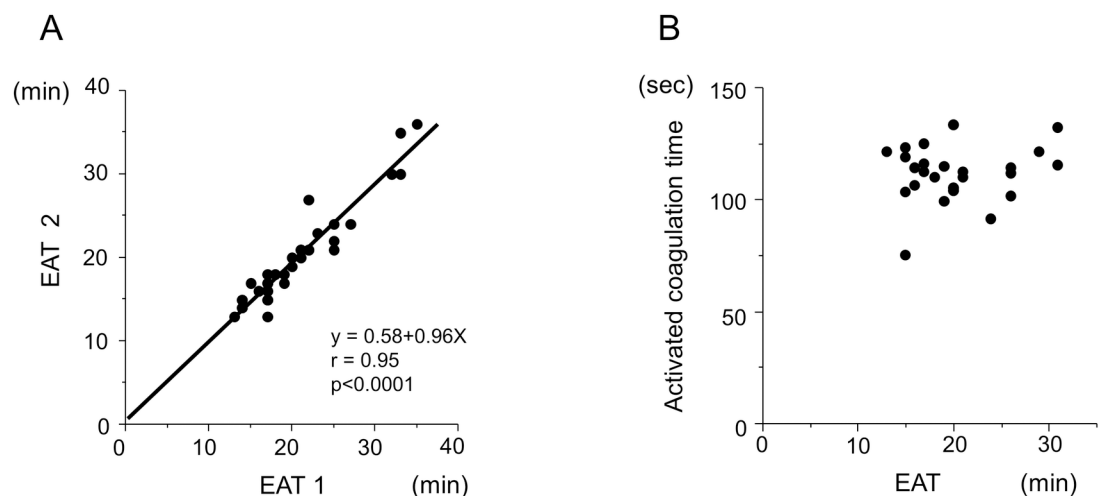 A
(min)
40
30
20
10
0
EAT 2
y = 0.58+0.96X
r = 0.95
p<0.0001
0 10 20 30 40
EAT 1 (min)
B
(sec)
150
100
50
0
Activated coagulation time
0 10 20 30
EAT (min)